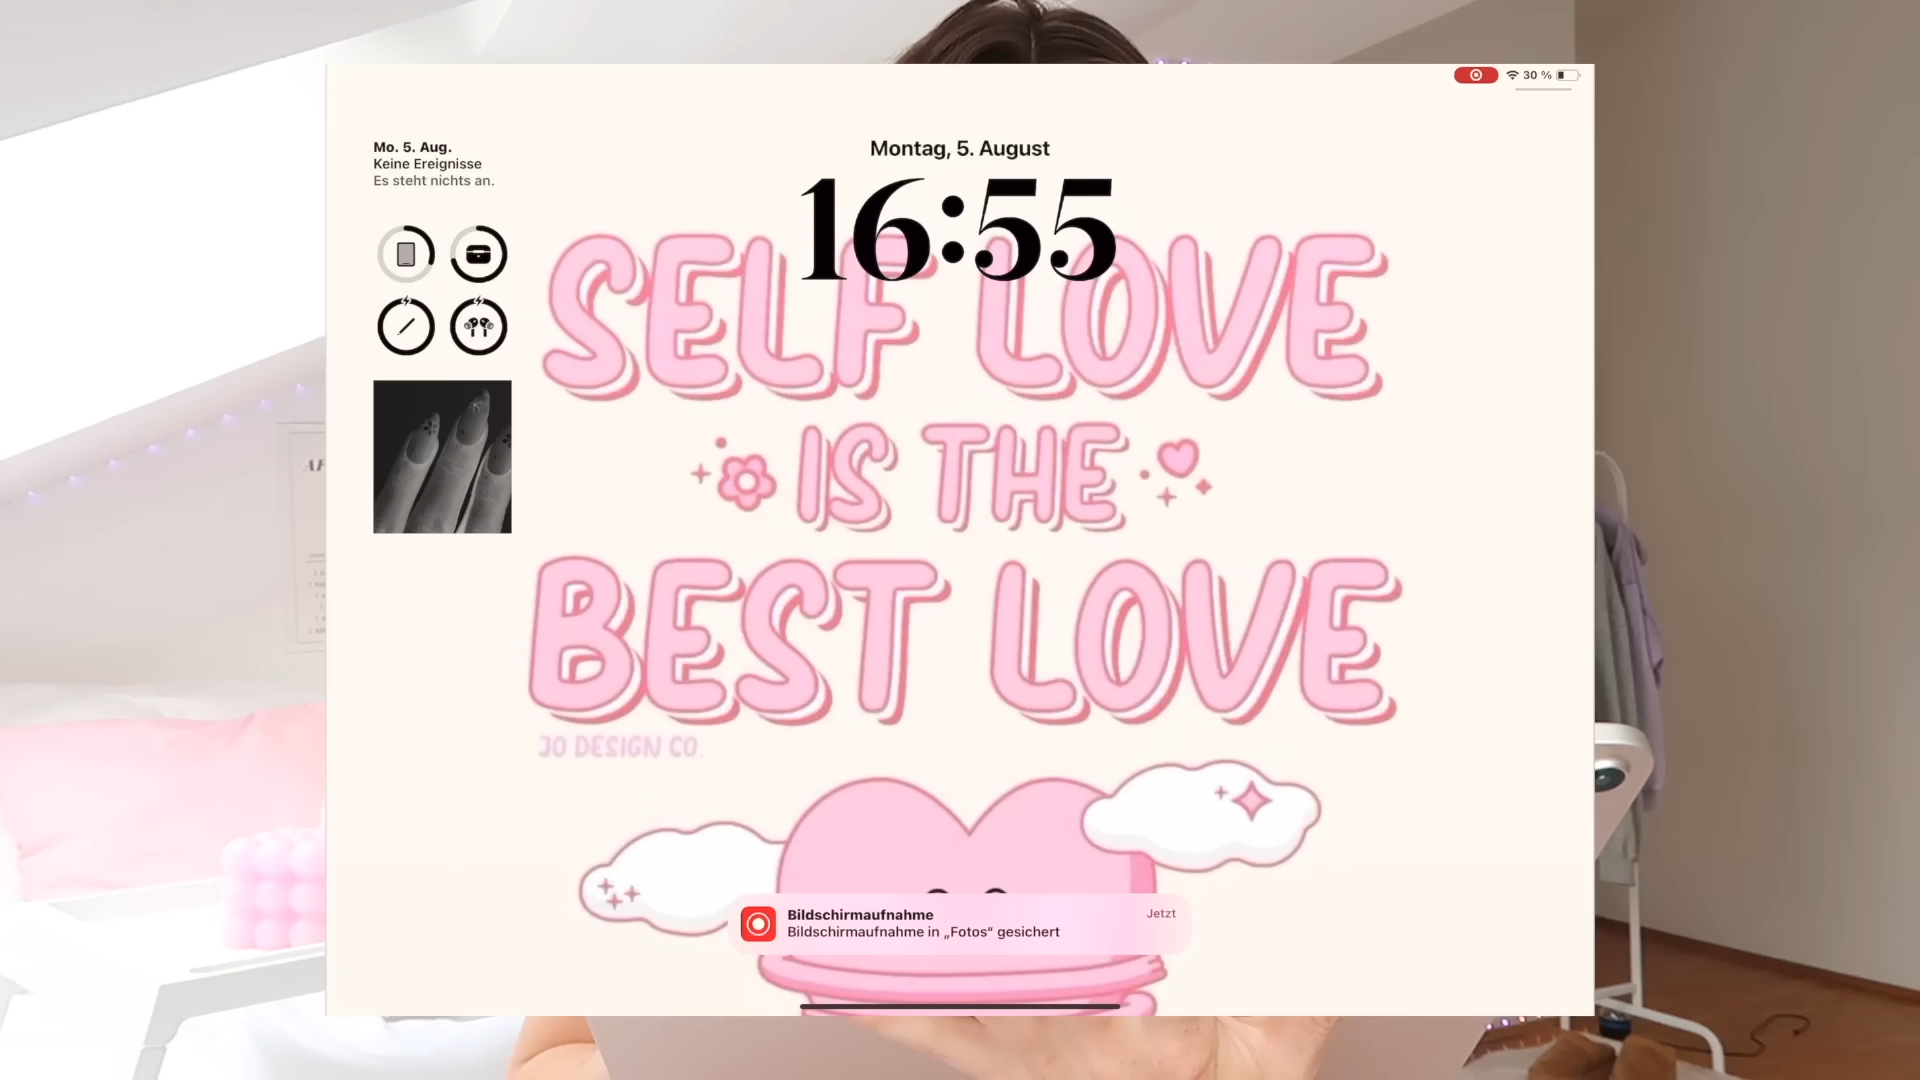 30 %
Mo. 5. Aug.
Keine Ereignisse
Es steht nichts an.
Montag, 5. August
16:55
SELF LOVE
IS THE
BEST LOVE
JO DESIGN CO.
Bildschirmaufnahme
Jetzt
Bildschirmaufnahme in „Fotos“ gesichert